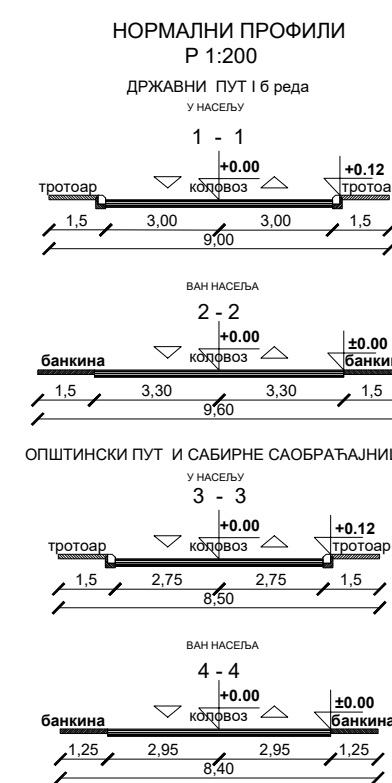 НОРМАЛНИ ПРОФИЛИ
Р 1:200
ДРЖАВНИ ПУТ I б реда
У НАСЕЉУ
1 - 1
+0.00 +0.12
тротоар коловоз тротоа
1,5 3,00 3,00 1,5
9,00
ВАН НАСЕЉА
2 - 2
+0.00 ±0.00
банкина коловоз банкин
1,5 3,30 3,30 1,5
9,60
ОПШТИНСКИ ПУТ И САБИРНЕ САОБРАЋАЈНИЦ
У НАСЕЉУ
3 - 3
+0.00 +0.12
тротоар коловоз тротоар
1,5 2,75 2,75 1,5
8,50
ВАН НАСЕЉА
4 - 4
+0.00 ±0.00
банкина коловоз банкина
1,25 2,95 2,95 1,25
8,40